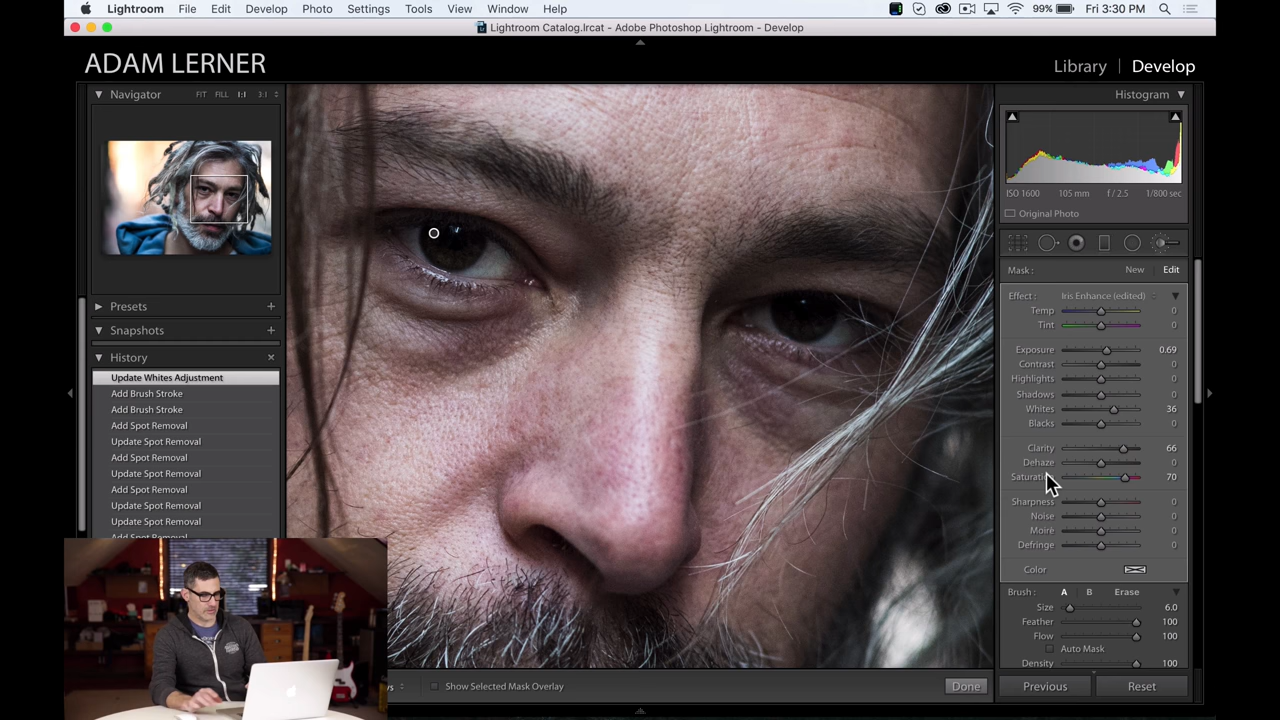 Lightroom File Edit Develop Photo Settings Tools View Window Help 99% Fri 3:30 PM
Lightroom Catalog.lrcat - Adobe Photoshop Lightroom - Develop
ADAM LERNER Library | Develop
Navigator FIT FILL 1:1 3:1
Histogram
ISO 1600 105 mm f / 2.5 1/800 sec
Original Photo
Mask : New Edit
Effect : Iris Enhance (edited)
Temp 0
Tint 0
Exposure 0.69
Contrast 0
Highlights 0
Shadows 0
Whites 36
Blacks 0
Clarity 66
Dehaze 0
Saturation 70
Sharpness 0
Noise 0
Moiré 0
Defringe 0
Color
Brush : A B Erase
Size 6.0
Feather 100
Flow 100
Auto Mask
Density 100
Previous Reset
Presets
Snapshots
History
Update Whites Adjustment
Add Brush Stroke
Add Brush Stroke
Add Spot Removal
Update Spot Removal
Add Spot Removal
Update Spot Removal
Add Spot Removal
Update Spot Removal
Update Spot Removal
Add Spot Removal
Show Selected Mask Overlay Done